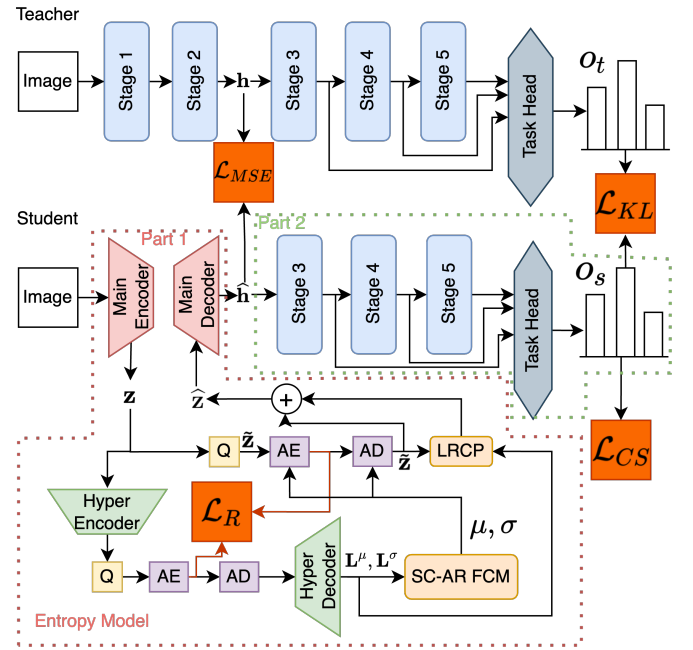 Teacher
Image
Stage 1
Stage 2
h
Stage 3
Stage 4
Stage 5
Task Head
O_t
ℒ_MSE
ℒ_KL
Student
Part 1
Part 2
Image
Main
Encoder
Main
Decoder
ĥ
Stage 3
Stage 4
Stage 5
Task Head
O_s
z
ẑ
+
ℒ_CS
Q
z̃̄
AE
AD
z̃̄
LRCP
Hyper
Encoder
ℒ_R
μ, σ
Q
AE
AD
Hyper
Decoder
L^μ, L^σ
SC-AR FCM
Entropy Model